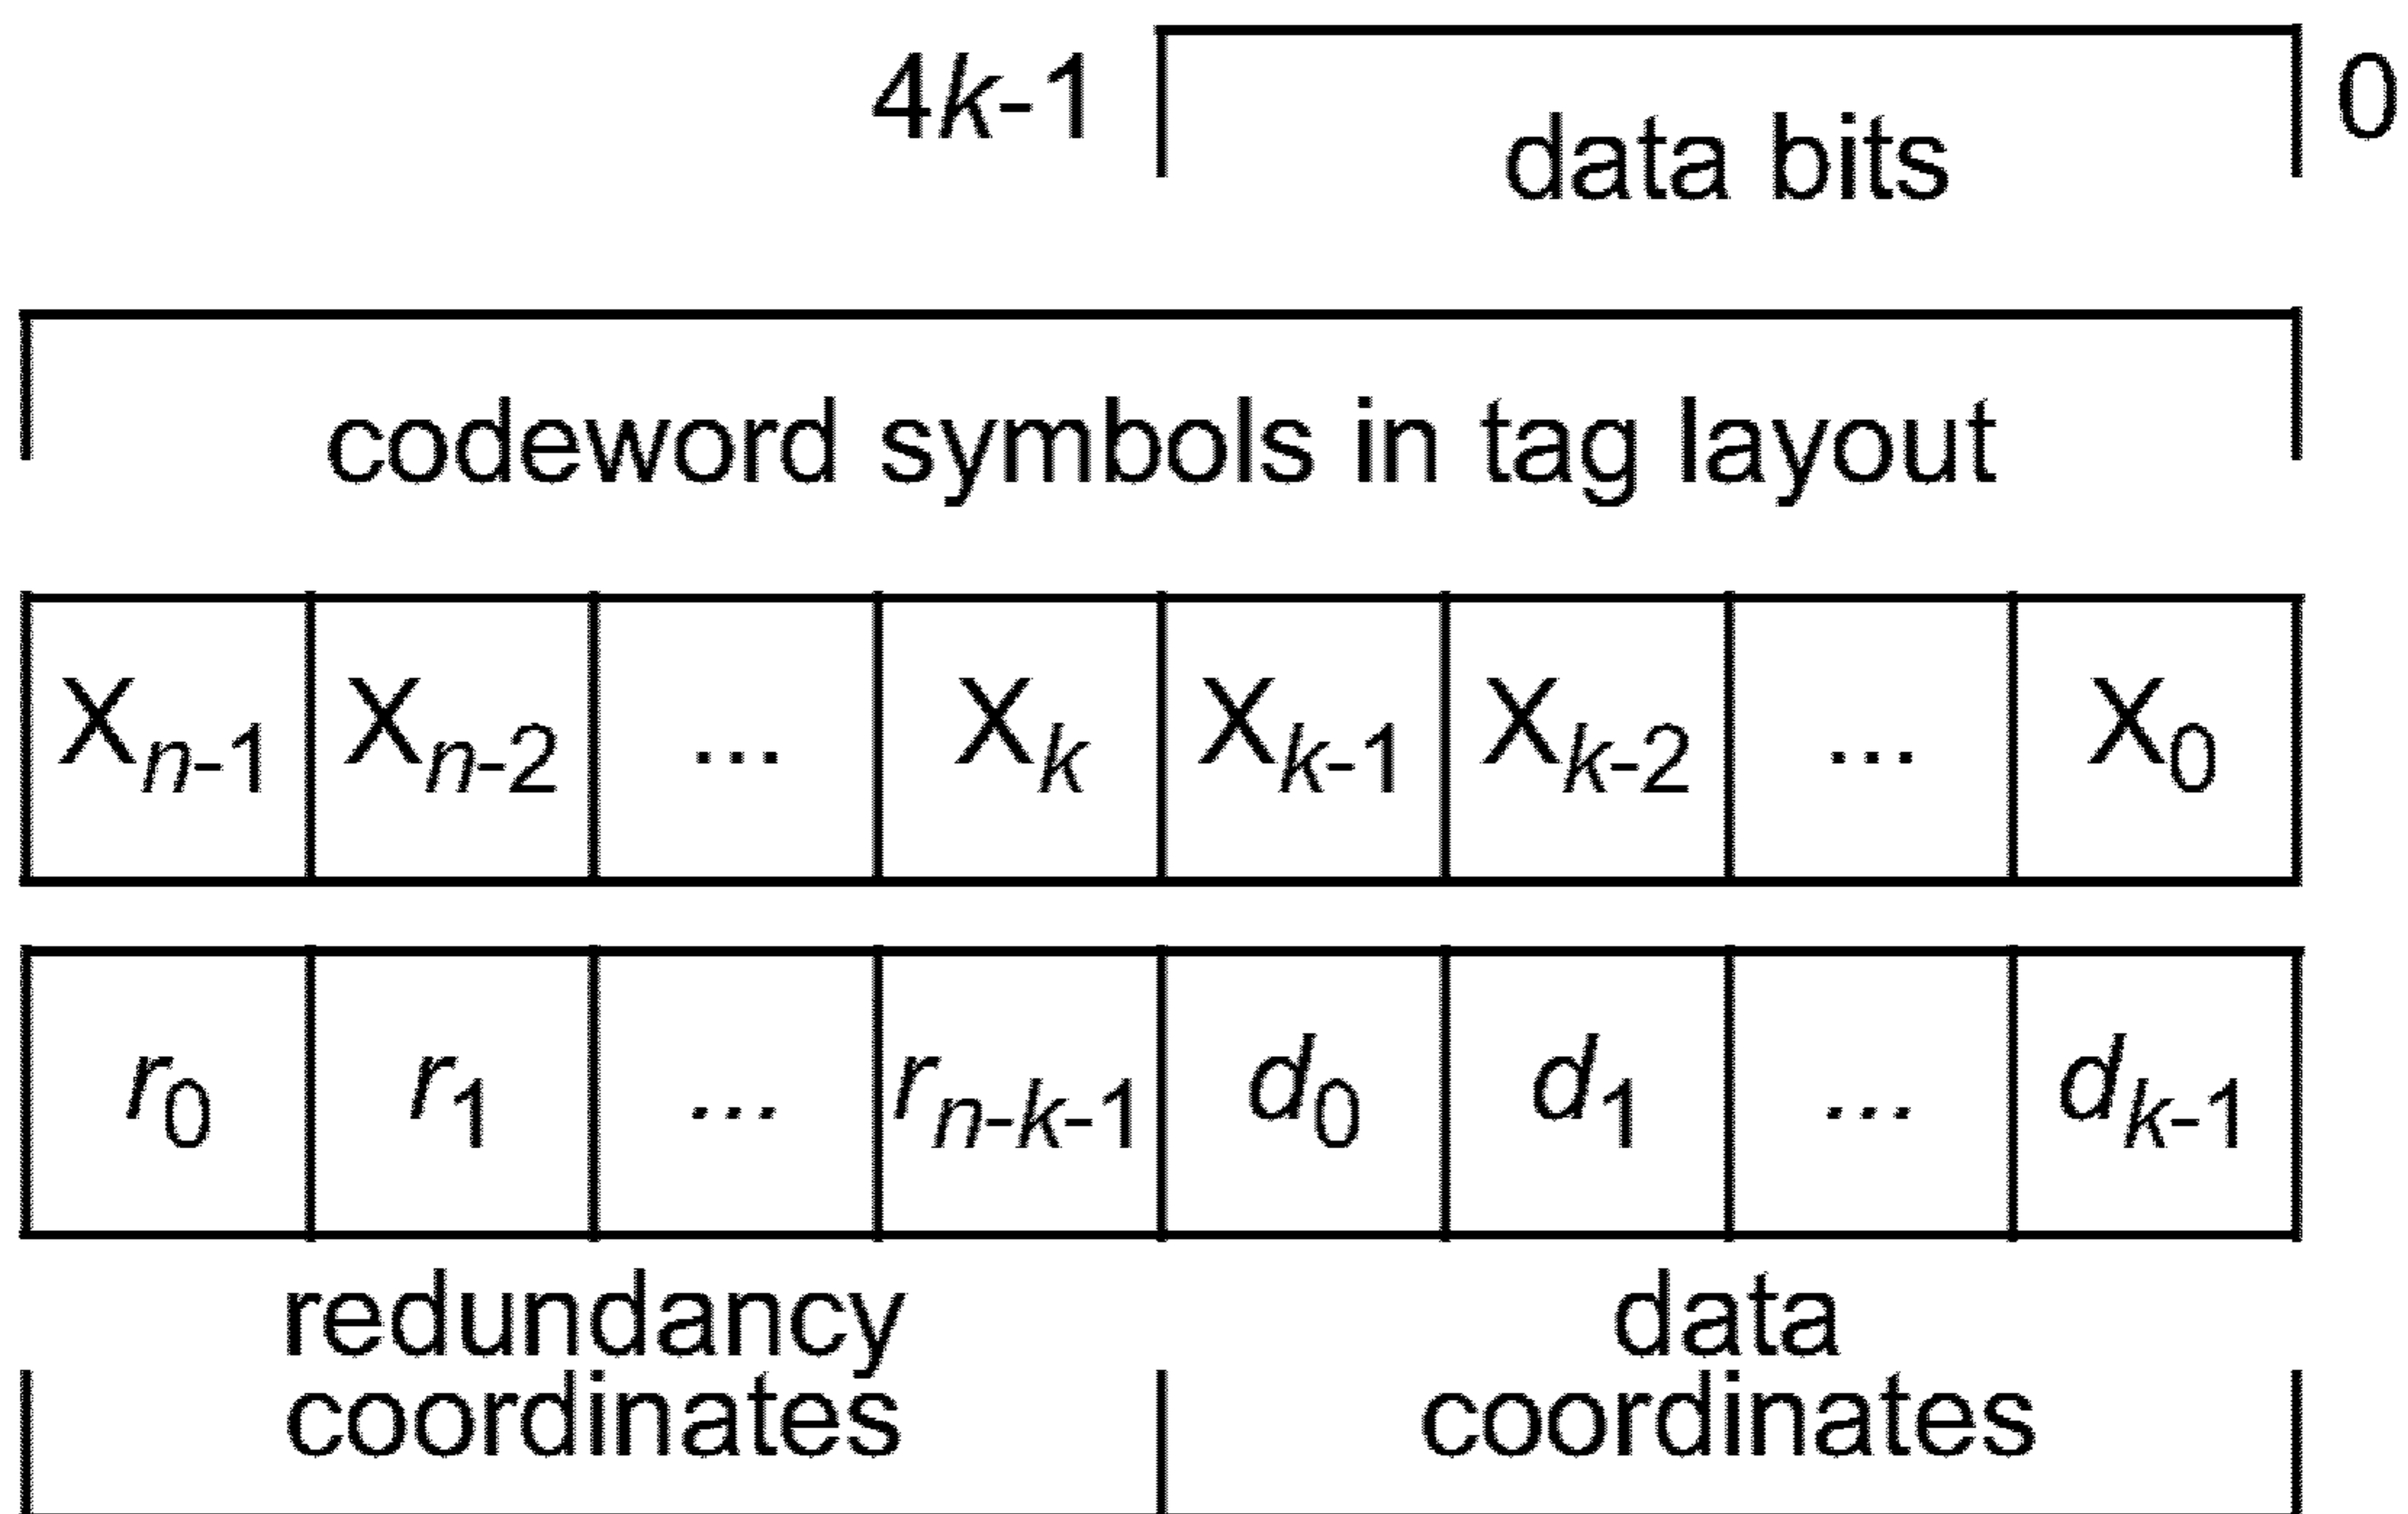 4k-1 0
data bits
codeword symbols in tag layout
Xn-1 Xn-2 ... Xk Xk-1 Xk-2 ... X0
r0 r1 ... rn-k-1 d0 d1 ... dk-1
redundancy data
coordinates coordinates